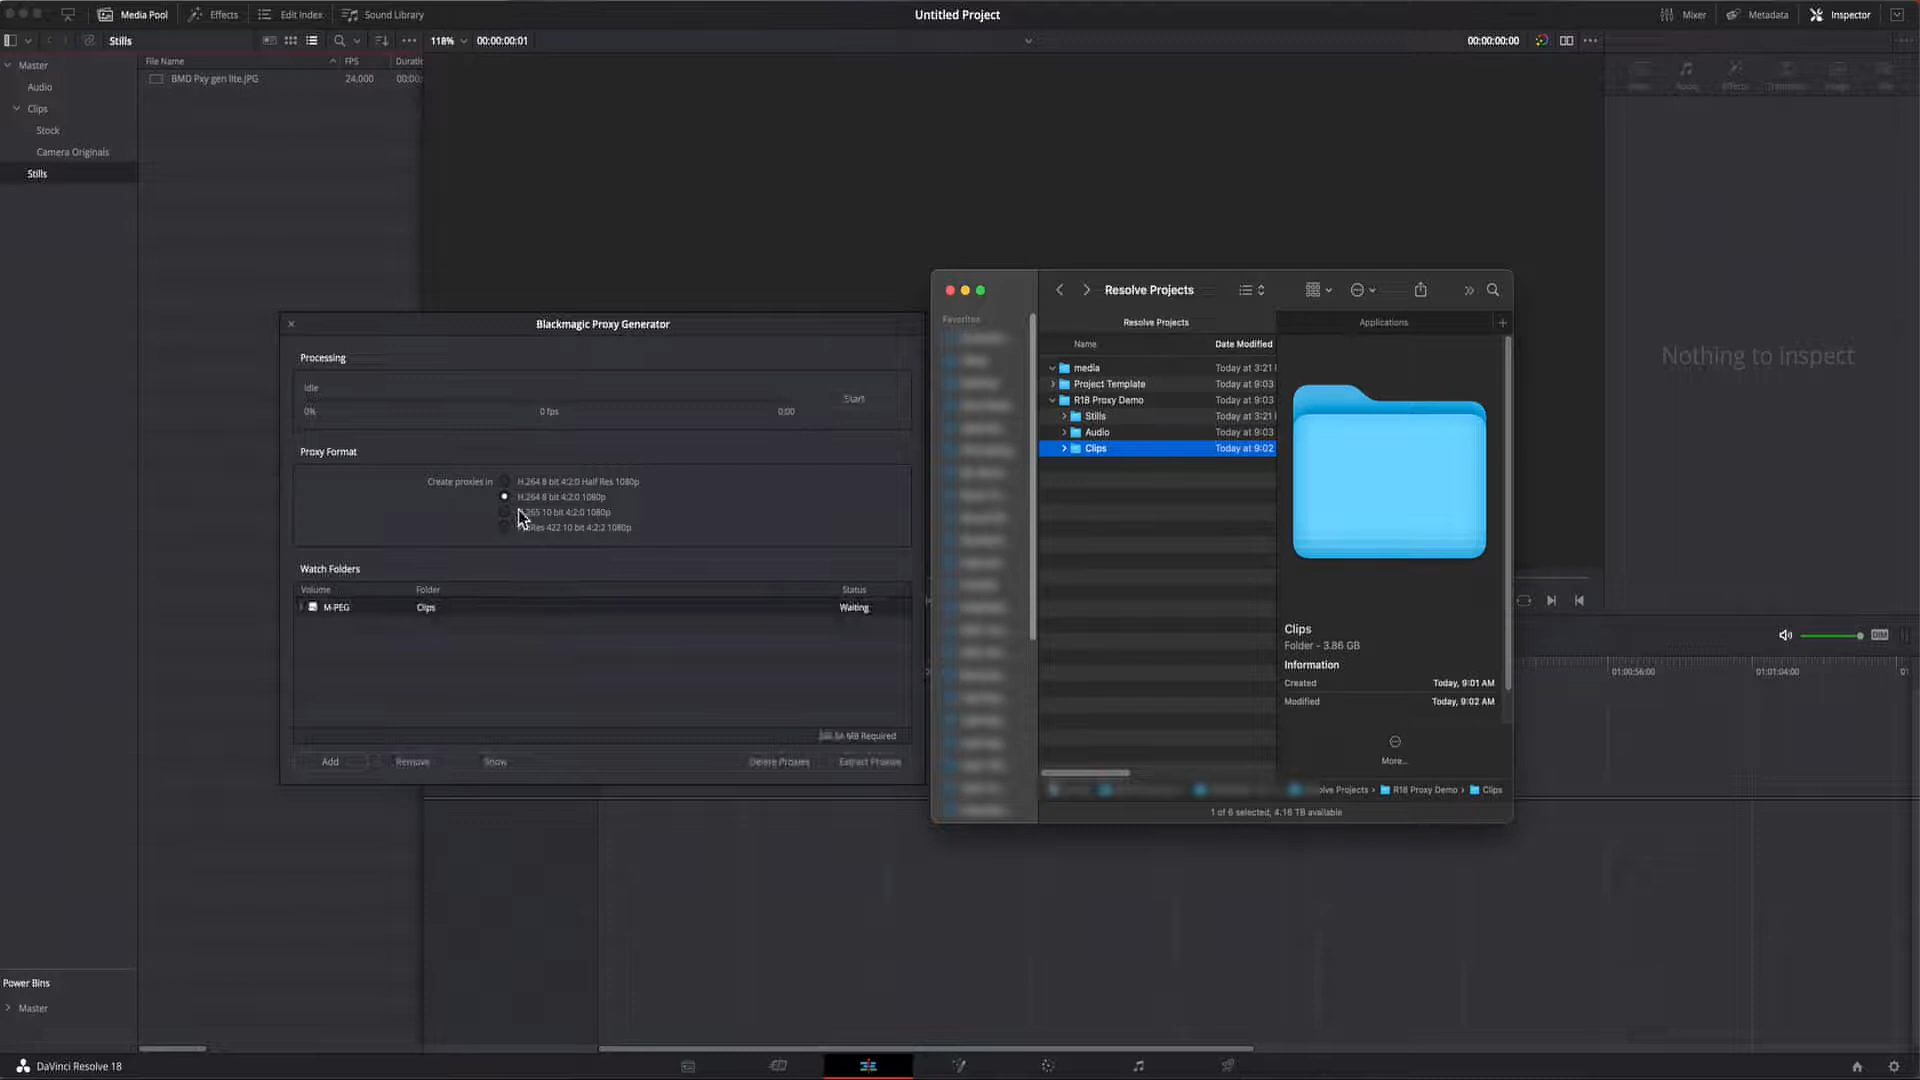 Media Pool
Effects
Edit Index
Sound Library
Untitled Project
Mixer
Metadata
Inspector
Stills
118%
00:00:00:01
00:00:00:00
Master
Audio
Clips
Stock
Camera Originals
Stills
File Name
FPS
BMD Pxy gen lite.JPG
24.000
00:00:
Blackmagic Proxy Generator
Processing
Idle
0%
0 fps
0:00
Start
Proxy Format
Create proxies in
H.264 8 bit 4:2:0 Half Res 1080p
H.264 8 bit 4:2:0 1080p
265 10 bit 4:2:0 1080p
Res 422 10 bit 4:2:2 1080p
Watch Folders
Volume
Folder
Status
M-PEG
Clips
Waiting
MB Required
Add
Remove
Show
Delete Proxies
Extract Proxies
Resolve Projects
Favorites
Resolve Projects
Applications
Name
Date Modified
media
Today at 3:21
Project Template
Today at 9:03
R18 Proxy Demo
Today at 9:03
Stills
Today at 3:21
Audio
Today at 9:03
Clips
Today at 9:02
Clips
Folder - 3.86 GB
Information
Created
Today, 9:01 AM
Modified
Today, 9:02 AM
More...
olve Projects
R18 Proxy Demo
Clips
1 of 6 selected, 4.16 TB available
Nothing to inspect
DIM
01:00:56:00
01:01:04:00
Power Bins
Master
DaVinci Resolve 18